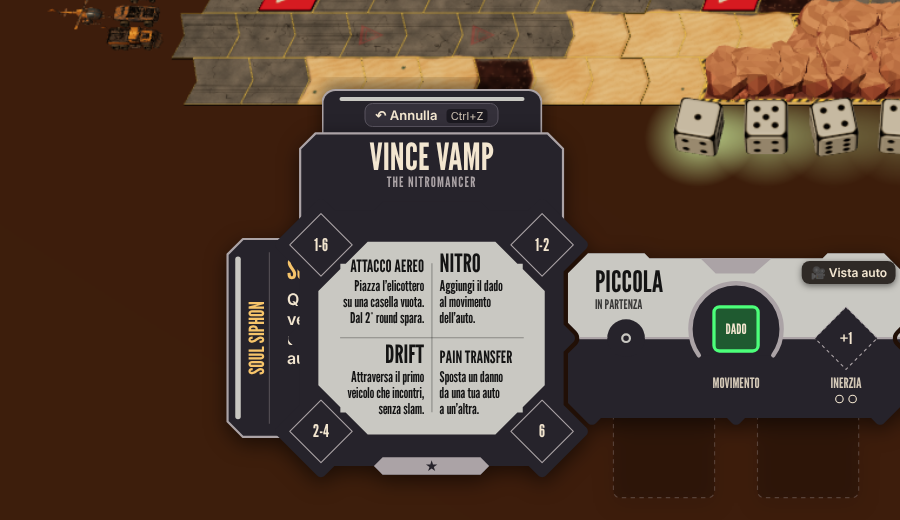 ↶ Annulla Ctrl+Z
VINCE VAMP
THE NITROMANCER
1-6
1-2
ATTACCO AEREO
Piazza l'elicottero
su una casella vuota.
Dal 2° round spara.
NITRO
Aggiungi il dado
al movimento
dell'auto.
DRIFT
Attraversa il primo
veicolo che incontri,
senza slam.
PAIN TRANSFER
Sposta un danno
da una tua auto
a un'altra.
2-4
6
★
SOUL SIPHON
PICCOLA
IN PARTENZA
Vista auto
DADO
+1
MOVIMENTO
INERZIA